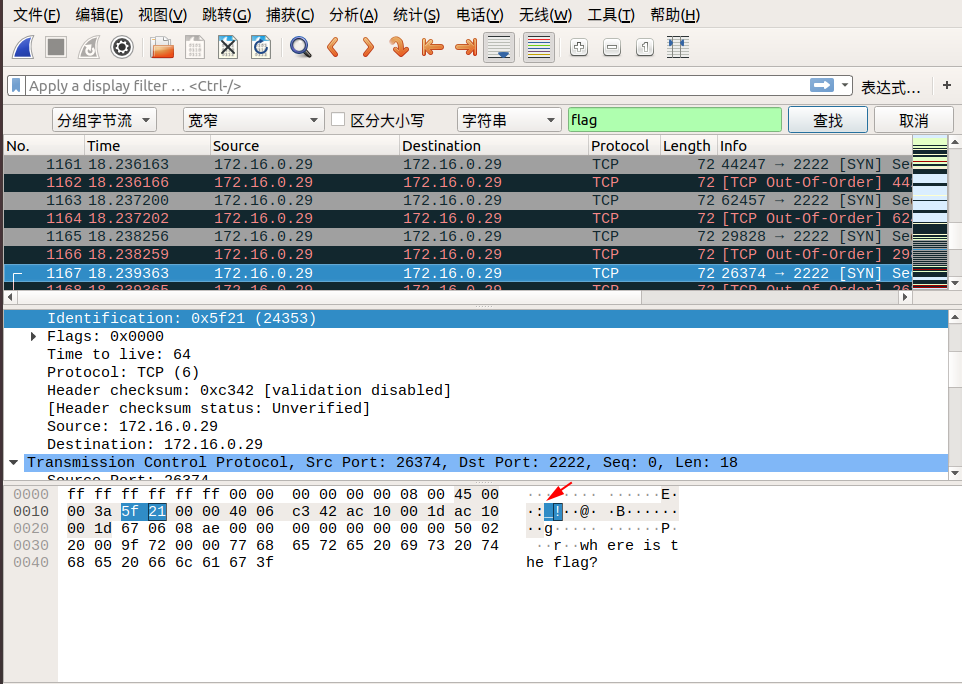 文件(F) 编辑(E) 视图(V) 跳转(G) 捕获(C) 分析(A) 统计(S) 电话(Y) 无线(W) 工具(T) 帮助(H)
Apply a display filter … <Ctrl-/> 表达式… +
分组字节流 宽窄 区分大小写 字符串 flag 查找 取消
No. Time Source Destination Protocol Length Info
1161 18.236163 172.16.0.29 172.16.0.29 TCP 72 44247 → 2222 [SYN] Se
1162 18.236166 172.16.0.29 172.16.0.29 TCP 72 [TCP Out-Of-Order] 44
1163 18.237200 172.16.0.29 172.16.0.29 TCP 72 62457 → 2222 [SYN] Se
1164 18.237202 172.16.0.29 172.16.0.29 TCP 72 [TCP Out-Of-Order] 62
1165 18.238256 172.16.0.29 172.16.0.29 TCP 72 29828 → 2222 [SYN] Se
1166 18.238259 172.16.0.29 172.16.0.29 TCP 72 [TCP Out-Of-Order] 29
1167 18.239363 172.16.0.29 172.16.0.29 TCP 72 26374 → 2222 [SYN] Se
1168 18.239365 172.16.0.29 172.16.0.29 TCP 72 [TCP Out-Of-Order] 26
Identification: 0x5f21 (24353)
Flags: 0x0000
Time to live: 64
Protocol: TCP (6)
Header checksum: 0xc342 [validation disabled]
[Header checksum status: Unverified]
Source: 172.16.0.29
Destination: 172.16.0.29
Transmission Control Protocol, Src Port: 26374, Dst Port: 2222, Seq: 0, Len: 18
Source Port: 26374
0000 ff ff ff ff ff ff 00 00 00 00 00 00 08 00 45 00 ········ ······E·
0010 00 3a 5f 21 00 00 40 06 c3 42 ac 10 00 1d ac 10 ·:_!··@· ·B······
0020 00 1d 67 06 08 ae 00 00 00 00 00 00 00 00 50 02 ··g····· ······P·
0030 20 00 9f 72 00 00 77 68 65 72 65 20 69 73 20 74 ··r··wh ere is t
0040 68 65 20 66 6c 61 67 3f he flag?